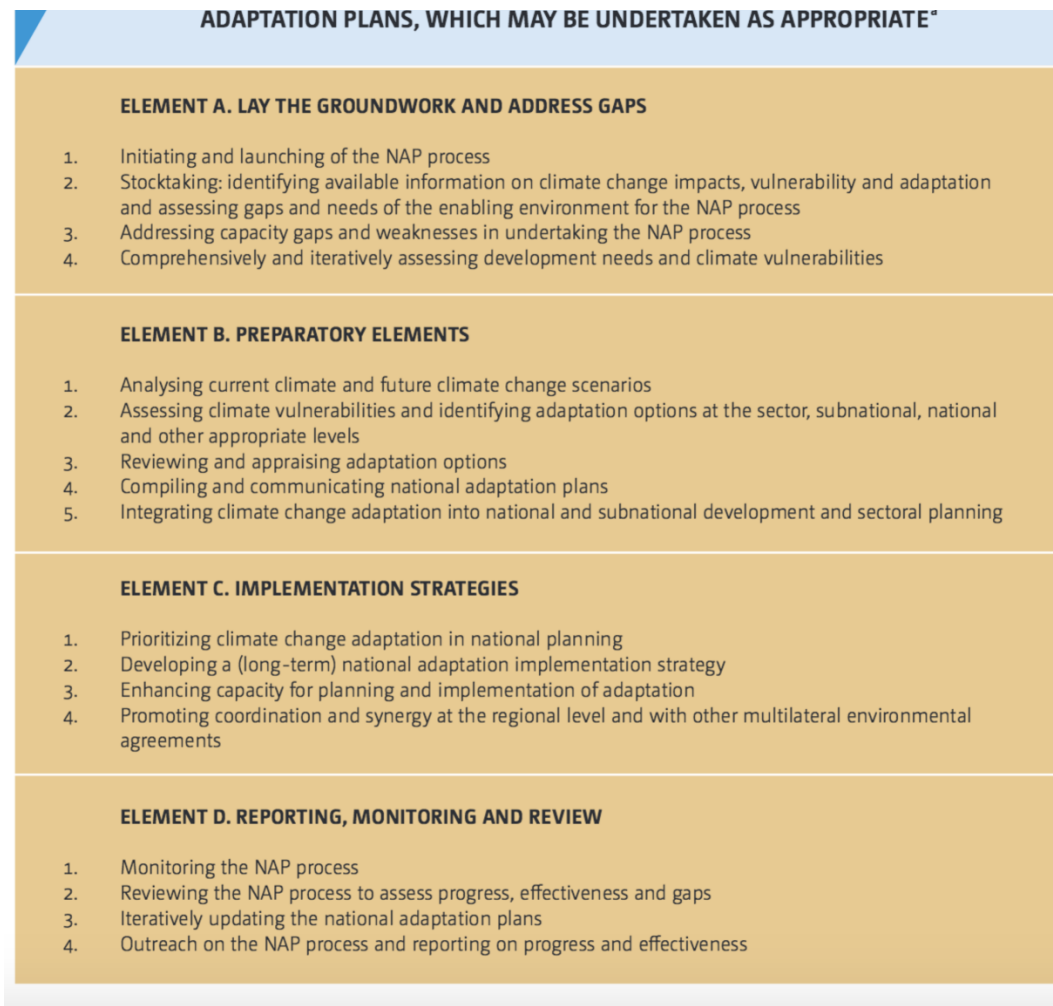 ADAPTATION PLANS, WHICH MAY BE UNDERTAKEN AS APPROPRIATEª
ELEMENT A. LAY THE GROUNDWORK AND ADDRESS GAPS
1. Initiating and launching of the NAP process
2. Stocktaking: identifying available information on climate change impacts, vulnerability and adaptation
and assessing gaps and needs of the enabling environment for the NAP process
3. Addressing capacity gaps and weaknesses in undertaking the NAP process
4. Comprehensively and iteratively assessing development needs and climate vulnerabilities
ELEMENT B. PREPARATORY ELEMENTS
1. Analysing current climate and future climate change scenarios
2. Assessing climate vulnerabilities and identifying adaptation options at the sector, subnational, national
and other appropriate levels
3. Reviewing and appraising adaptation options
4. Compiling and communicating national adaptation plans
5. Integrating climate change adaptation into national and subnational development and sectoral planning
ELEMENT C. IMPLEMENTATION STRATEGIES
1. Prioritizing climate change adaptation in national planning
2. Developing a (long-term) national adaptation implementation strategy
3. Enhancing capacity for planning and implementation of adaptation
4. Promoting coordination and synergy at the regional level and with other multilateral environmental
agreements
ELEMENT D. REPORTING, MONITORING AND REVIEW
1. Monitoring the NAP process
2. Reviewing the NAP process to assess progress, effectiveness and gaps
3. Iteratively updating the national adaptation plans
4. Outreach on the NAP process and reporting on progress and effectiveness